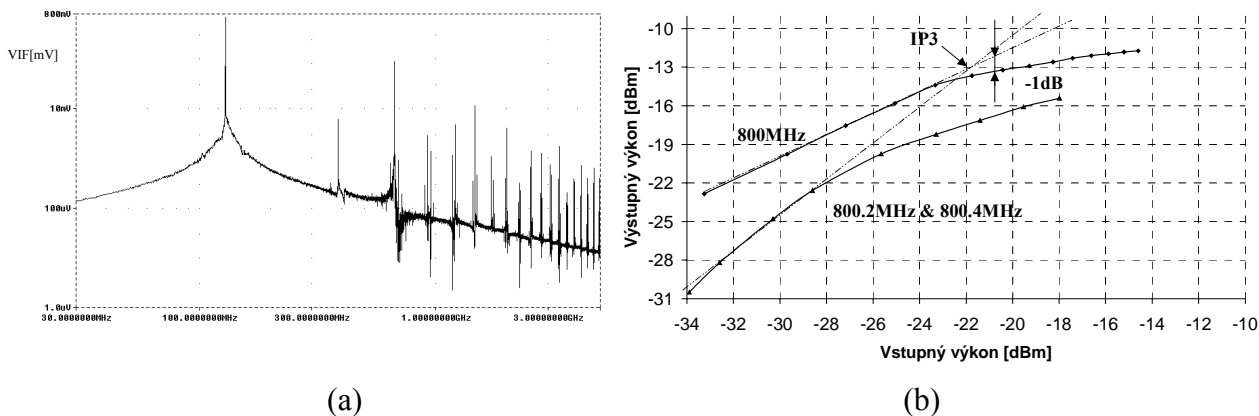 800mV
VIF[mV]
10mV
100uV
1.0uV
30.0000000MHz 100.0000000MHz 300.0000000MHz 1.00000000GHz 3.00000000GHz
(a)
-10
-13
-16
-19
-22
-25
-28
-31
Výstupný výkon [dBm]
IP3
-1dB
800MHz
800.2MHz & 800.4MHz
-34 -32 -30 -28 -26 -24 -22 -20 -18 -16 -14 -12 -10
Vstupný výkon [dBm]
(b)